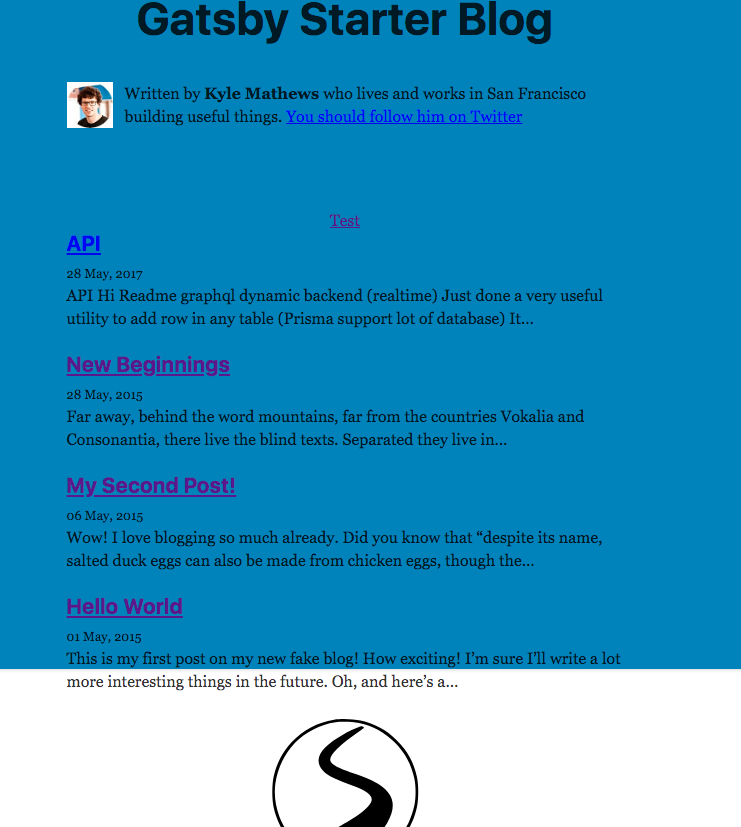 Gatsby Starter Blog
Written by Kyle Mathews who lives and works in San Francisco
building useful things. You should follow him on Twitter
Test
API
28 May, 2017
API Hi Readme graphql dynamic backend (realtime) Just done a very useful
utility to add row in any table (Prisma support lot of database) It…
New Beginnings
28 May, 2015
Far away, behind the word mountains, far from the countries Vokalia and
Consonantia, there live the blind texts. Separated they live in…
My Second Post!
06 May, 2015
Wow! I love blogging so much already. Did you know that “despite its name,
salted duck eggs can also be made from chicken eggs, though the…
Hello World
01 May, 2015
This is my first post on my new fake blog! How exciting! I’m sure I’ll write a lot
more interesting things in the future. Oh, and here’s a…